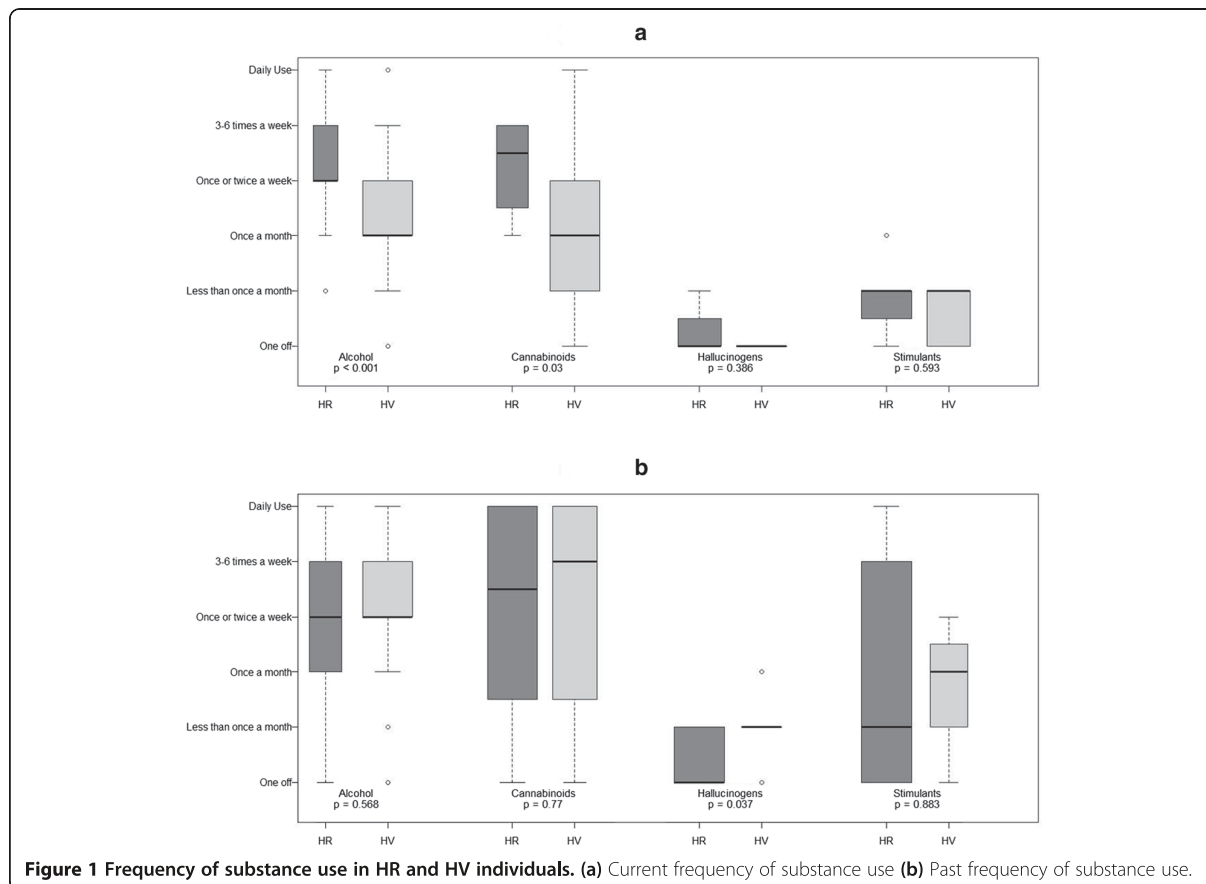 a
Daily Use
3-6 times a week
Once or twice a week
Once a month
Less than once a month
One off
Alcohol Cannabinoids Hallucinogens Stimulants
p < 0.001 p = 0.03 p = 0.386 p = 0.593
HR HV HR HV HR HV HR HV
b
Daily Use
3-6 times a week
Once or twice a week
Once a month
Less than once a month
One off
Alcohol Cannabinoids Hallucinogens Stimulants
p = 0.568 p = 0.77 p = 0.037 p = 0.883
HR HV HR HV HR HV HR HV
Figure 1 Frequency of substance use in HR and HV individuals. (a) Current frequency of substance use (b) Past frequency of substance use.